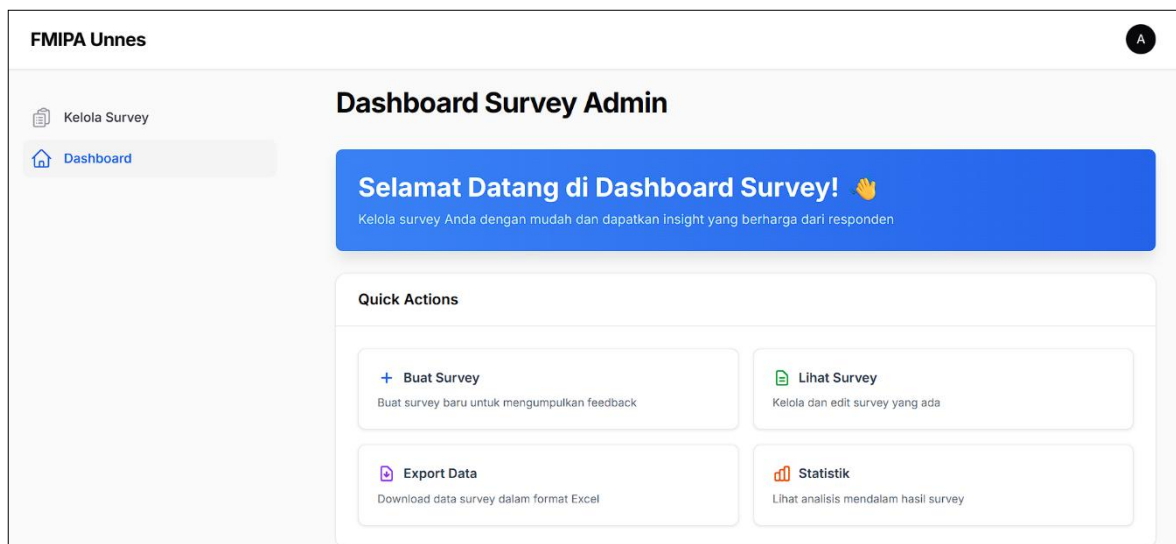 FMIPA Unnes
A
Kelola Survey
Dashboard
Dashboard Survey Admin
Selamat Datang di Dashboard Survey! 👋
Kelola survey Anda dengan mudah dan dapatkan insight yang berharga dari responden
Quick Actions
Buat Survey
Buat survey baru untuk mengumpulkan feedback
Lihat Survey
Kelola dan edit survey yang ada
Export Data
Download data survey dalam format Excel
Statistik
Lihat analisis mendalam hasil survey